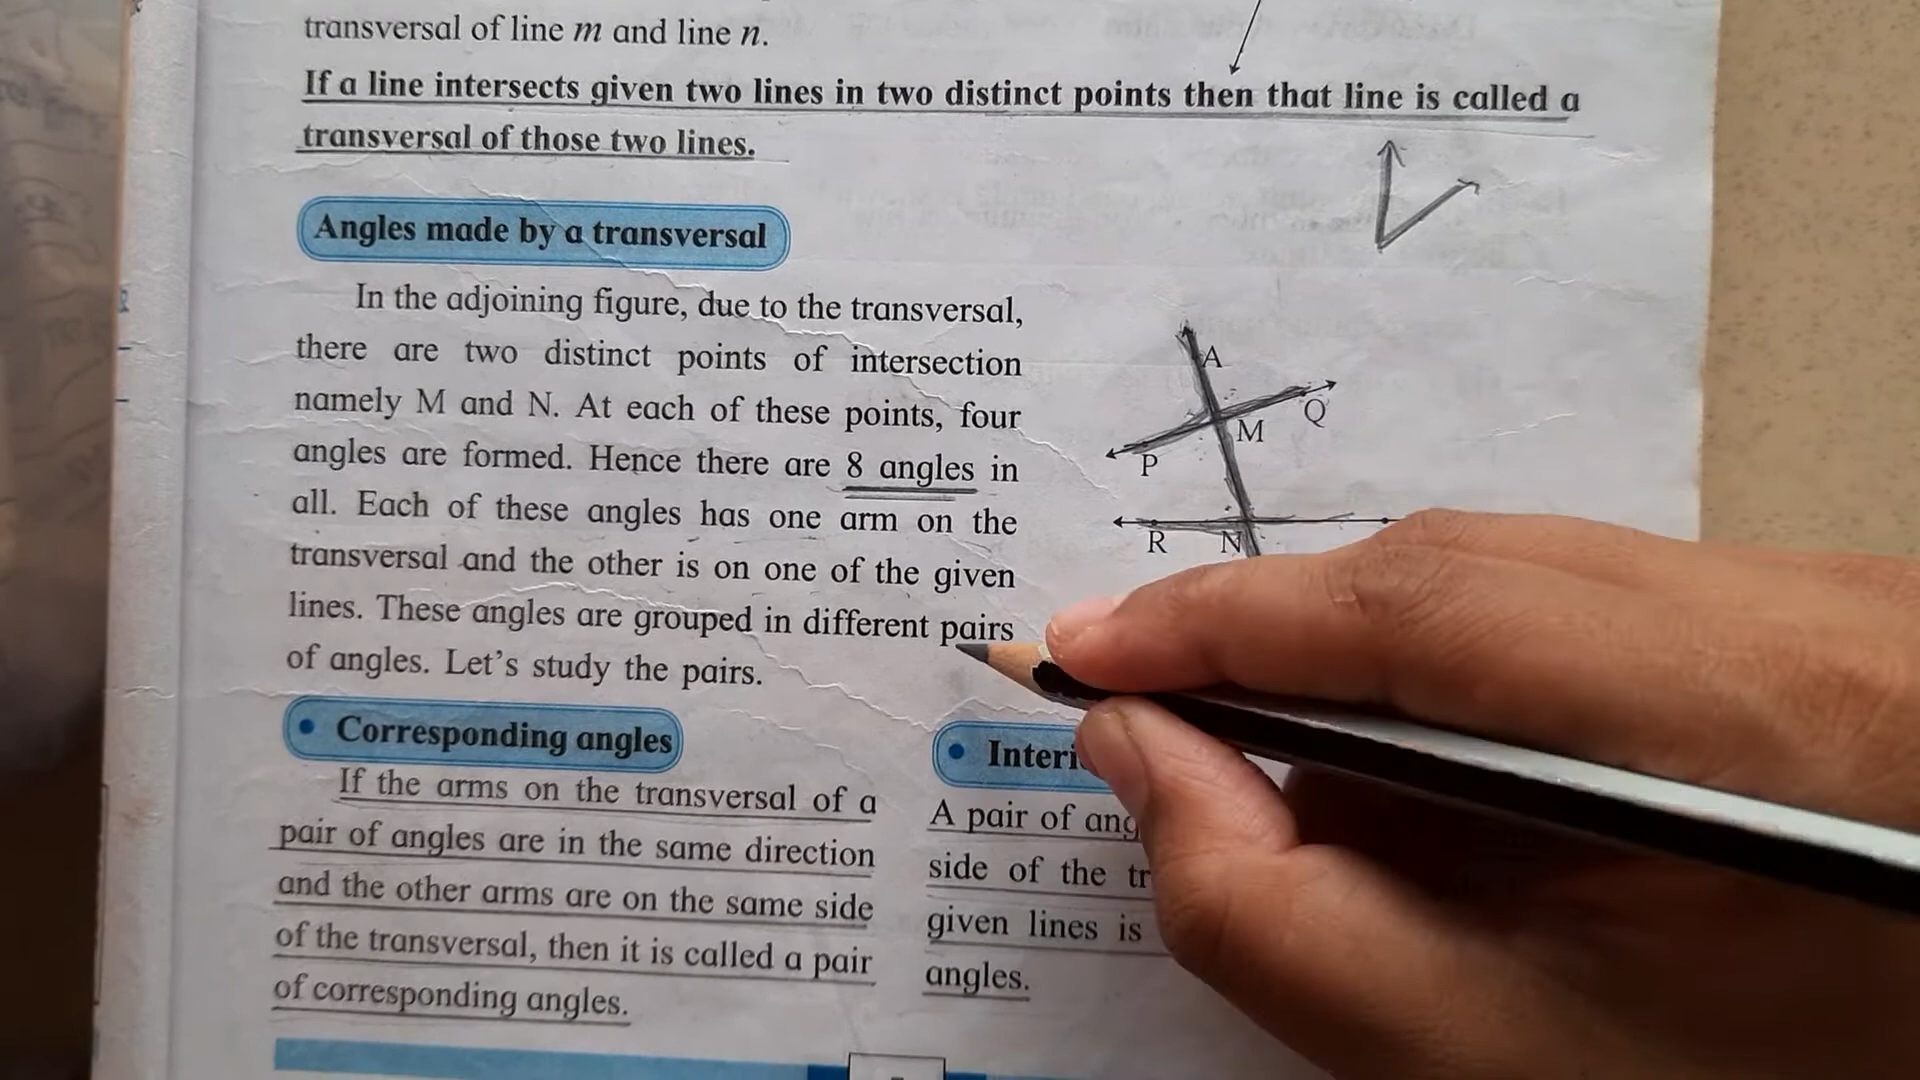 transversal of line m and line n.
If a line intersects given two lines in two distinct points then that line is called a
transversal of those two lines.
Angles made by a transversal
In the adjoining figure, due to the transversal,
there are two distinct points of intersection
namely M and N. At each of these points, four
angles are formed. Hence there are 8 angles in
all. Each of these angles has one arm on the
transversal and the other is on one of the given
lines. These angles are grouped in different pairs
of angles. Let's study the pairs.
A
Q
M
P
R
N
• Corresponding angles
If the arms on the transversal of a
pair of angles are in the same direction
and the other arms are on the same side
of the transversal, then it is called a pair
of corresponding angles.
• Interi
A pair of ang
side of the tr
given lines is
angles.